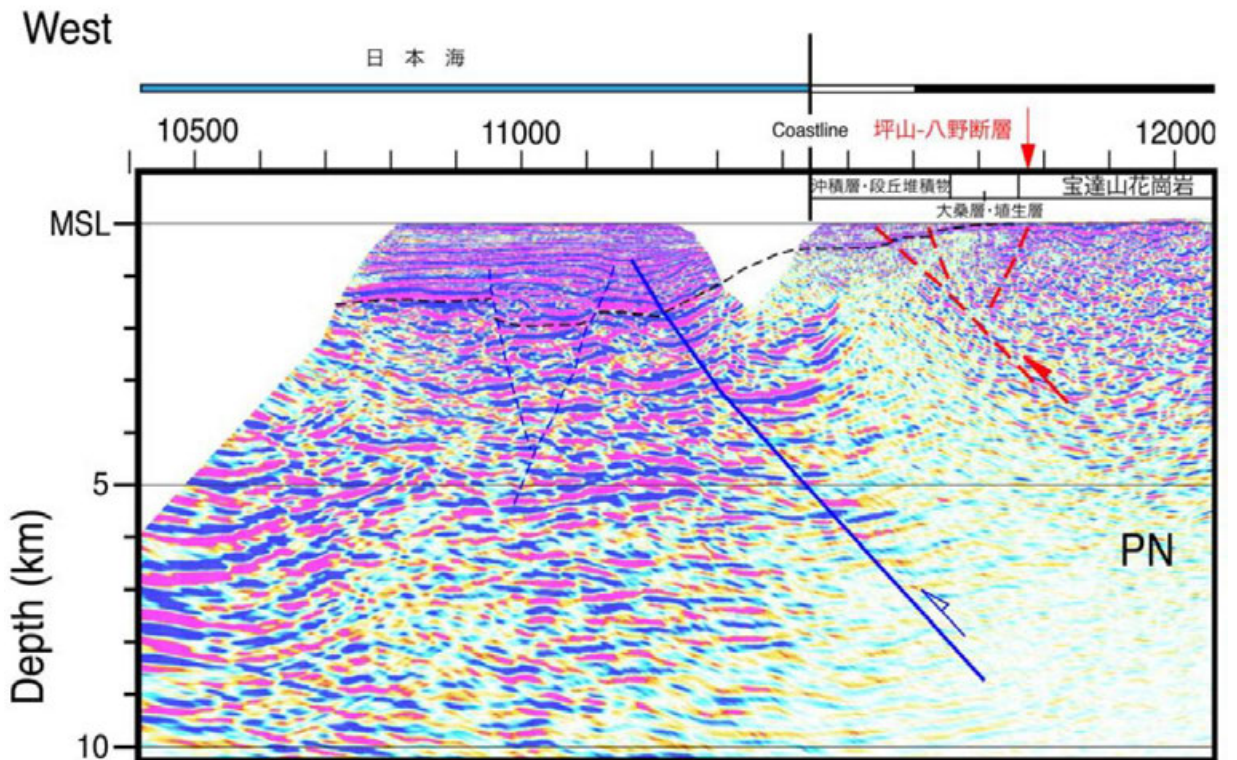 West
日 本 海
10500
11000
Coastline
坪山-八野断層
12000
沖積層・段丘堆積物
宝達山花崗岩
大桑層・埴生層
MSL
5
PN
Depth (km)
10